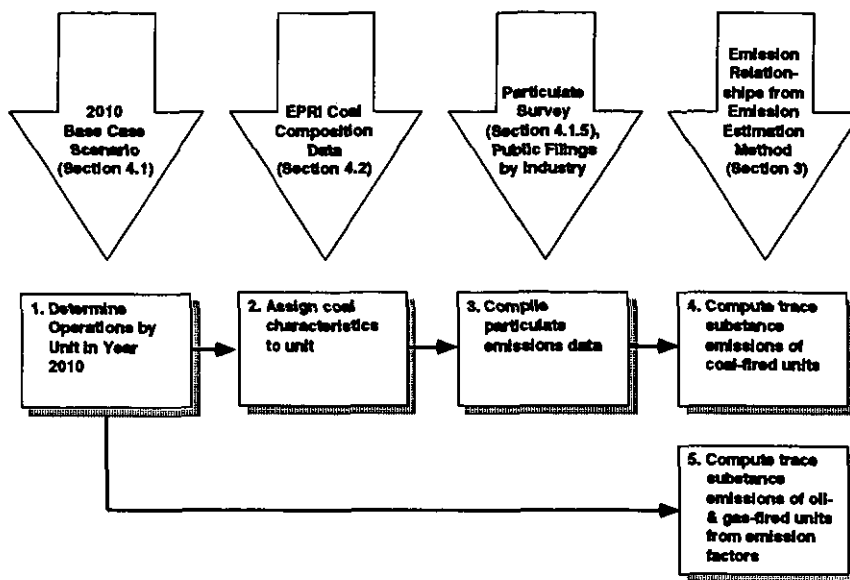 2010
Base Case
Scenario
(Section 4.1)
EPRI Coal
Composition
Data
(Section 4.2)
Particulate
Survey
(Section 4.1.5),
Public Filings
by Industry
Emission
Relation-
ships from
Emission
Estimation
Method
(Section 3)
1. Determine
Operations by
Unit in Year
2010
2. Assign coal
characteristics
to unit
3. Compile
particulate
emissions data
4. Compute trace
substance
emissions of
coal-fired units
5. Compute trace
substance
emissions of oil-
& gas-fired units
from emission
factors